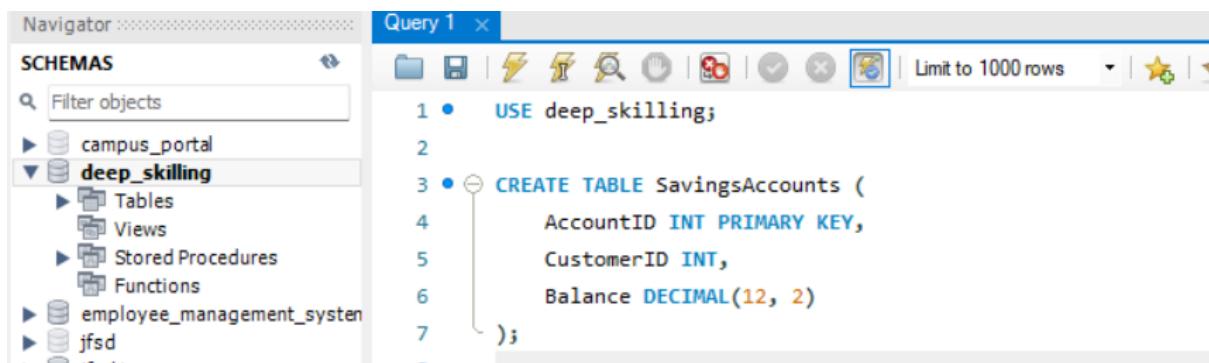 Navigator
SCHEMAS
Filter objects
campus_portal
deep_skilling
Tables
Views
Stored Procedures
Functions
employee_management_systen
jfsd
Query 1
Limit to 1000 rows
1 USE deep_skilling;
2
3 CREATE TABLE SavingsAccounts (
4 AccountID INT PRIMARY KEY,
5 CustomerID INT,
6 Balance DECIMAL(12, 2)
7 );